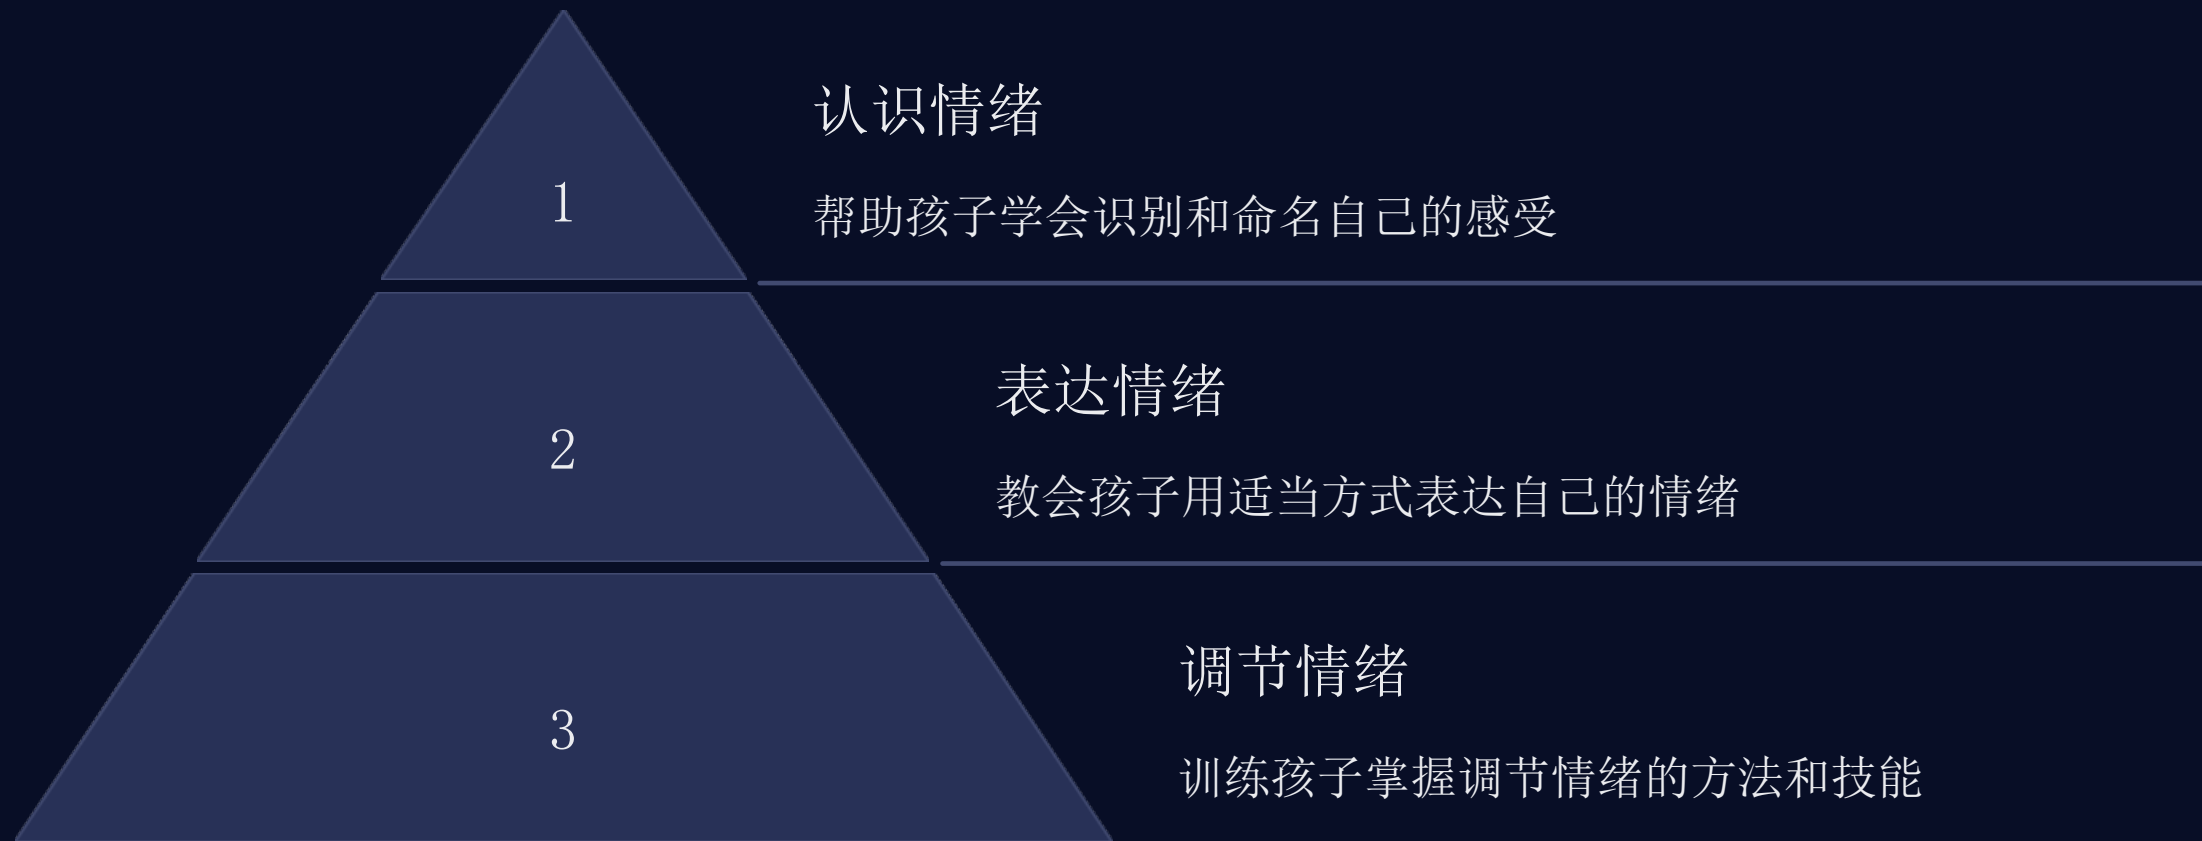 认识情绪
1
帮助孩子学会识别和命名自己的感受
表达情绪
2
教会孩子用适当方式表达自己的情绪
调节情绪
3
训练孩子掌握调节情绪的方法和技能